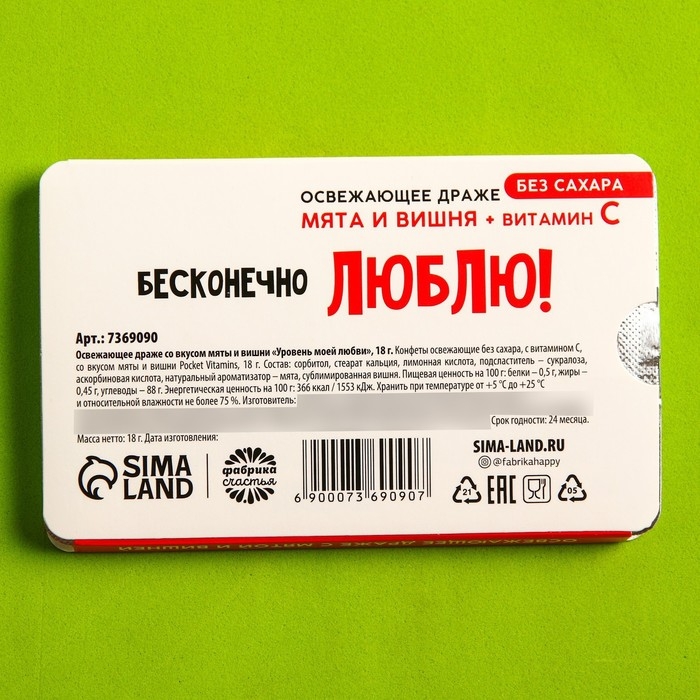 ОСВЕЖАЮЩЕЕ ДРАЖЕ БЕЗ САХАРА
МЯТА И ВИШНЯ + ВИТАМИН С
БЕСКОНЕЧНО ЛЮБЛЮ!
Арт.: 7369090
Освежающее драже со вкусом мяты и вишни «Уровень моей любви», 18 г. Конфеты освежающие без сахара, с витамином С,
со вкусом мяты и вишни Pocket Vitamins, 18 г. Состав: сорбитол, стеарат кальция, лимонная кислота, подсластитель – сукралоза,
аскорбиновая кислота, натуральный ароматизатор – мята, сублимированная вишня. Пищевая ценность на 100 г: белки – 0,5 г, жиры –
0,45 г, углеводы – 88 г. Энергетическая ценность на 100 г: 366 ккал / 1553 кДж. Хранить при температуре от +5 °С до +25 °С
и относительной влажности не более 75 %. Изготовитель:
Срок годности: 24 месяца.
Масса нетто: 18 г. Дата изготовления:
SIMA LAND
фабрика
счастья
6 900073 690907
SIMA-LAND.RU
@fabrikahappy
21 EAC 05
ОСВЕЖАЮЩЕЕ ДРАЖЕ С МЯТОЙ И ВИШНЕЙ